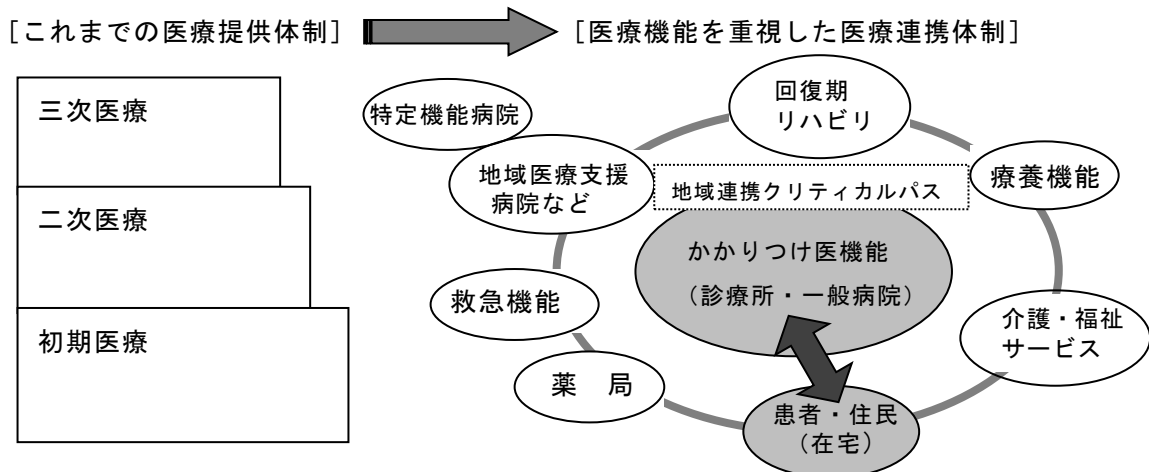 [これまでの医療提供体制]
[医療機能を重視した医療連携体制]
三次医療
二次医療
初期医療
特定機能病院
地域医療支援
病院など
回復期
リハビリ
療養機能
地域連携クリティカルパス
かかりつけ医機能
(診療所・一般病院)
救急機能
介護・福祉
サービス
薬　局
患者・住民
(在宅)